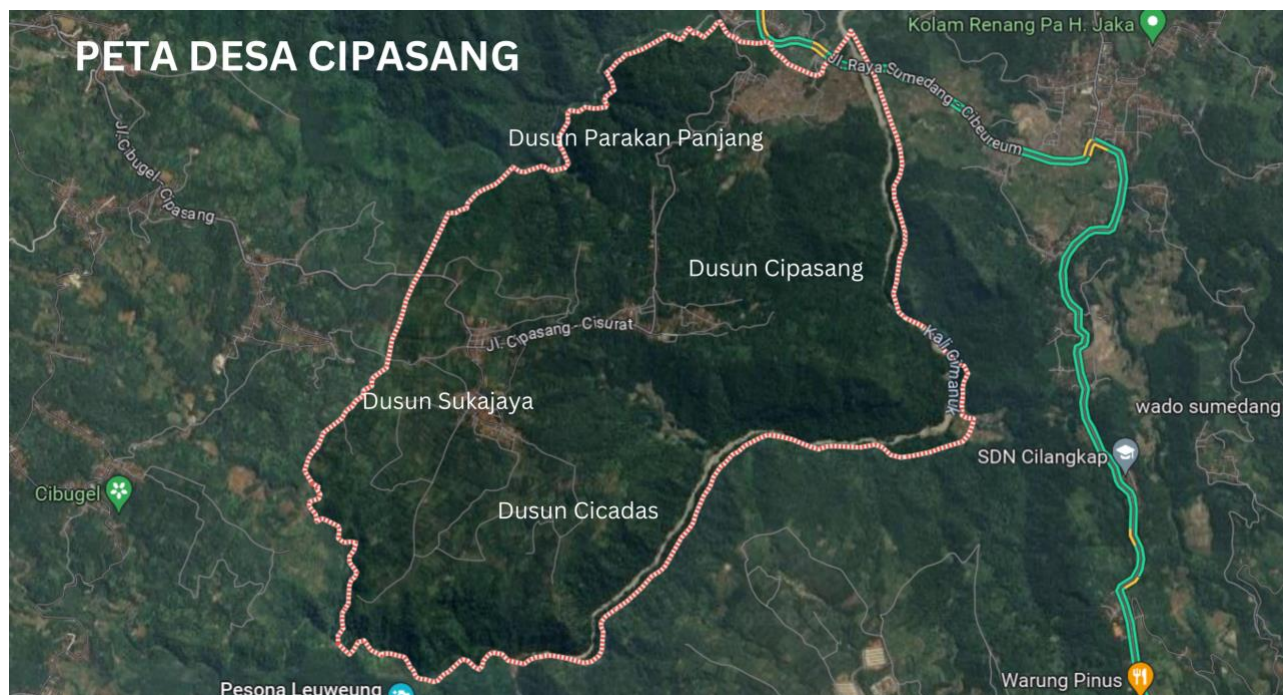 PETA DESA CIPASANG
Kolam Renang Pa H. Jaka
Jl. Raya Sumedang - Cibeureum
Dusun Parakan Panjang
Jl. Cibugel - Cipasang
Dusun Cipasang
Jl. Cipasang - Cisurat
Kali Cimanuk
Dusun Sukajaya
wado sumedang
SDN Cilangkap
Cibugel
Dusun Cicadas
Warung Pinus
Pesona Leuweung